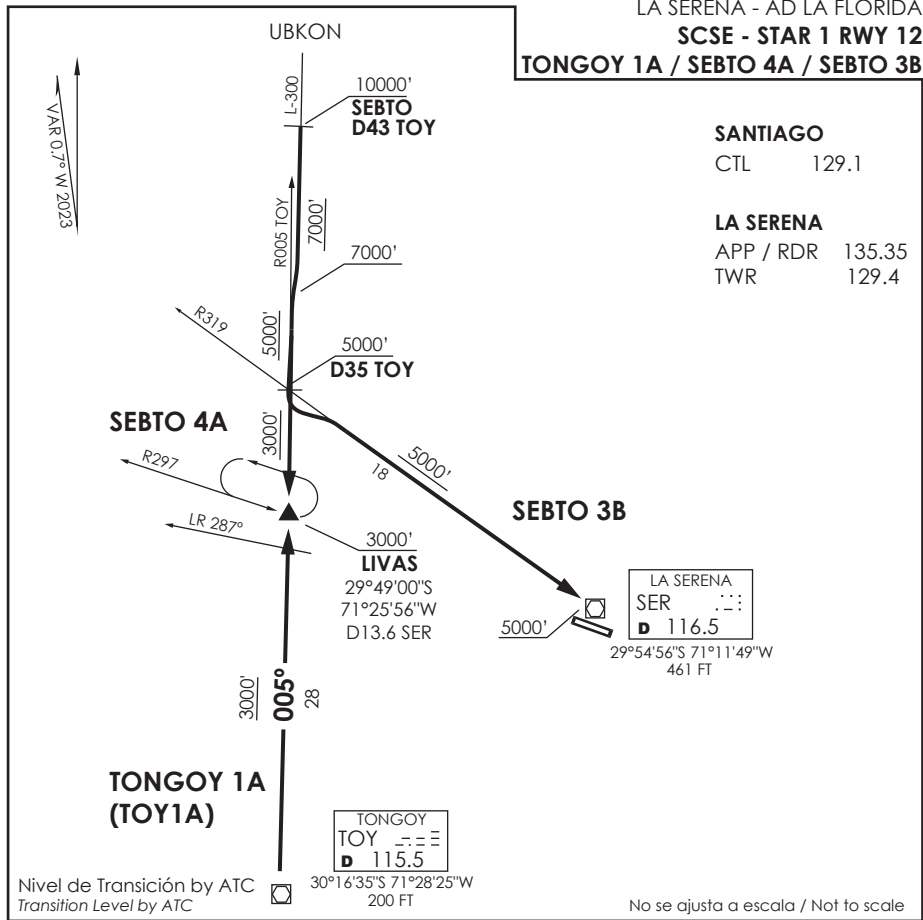 LA SERENA - AD LA FLORIDA
SCSE - STAR 1 RWY 12
TONGOY 1A / SEBTO 4A / SEBTO 3B
UBKON
L-300
10000'
SEBTO
D43 TOY
VAR 0.7° W 2023
SANTIAGO
CTL 129.1
LA SERENA
APP / RDR 135.35
TWR 129.4
R005 TOY
7000'
7000'
R319
5000'
5000'
D35 TOY
SEBTO 4A
3000'
R297
LR 287°
18
5000'
SEBTO 3B
3000'
LIVAS
29°49'00"S
71°25'56"W
D13.6 SER
5000'
LA SERENA
SER
D 116.5
29°54'56"S 71°11'49"W
461 FT
3000'
005°
28
TONGOY 1A
(TOY1A)
TONGOY
TOY
D 115.5
30°16'35"S 71°28'25"W
200 FT
Nivel de Transición by ATC
Transition Level by ATC
No se ajusta a escala / Not to scale